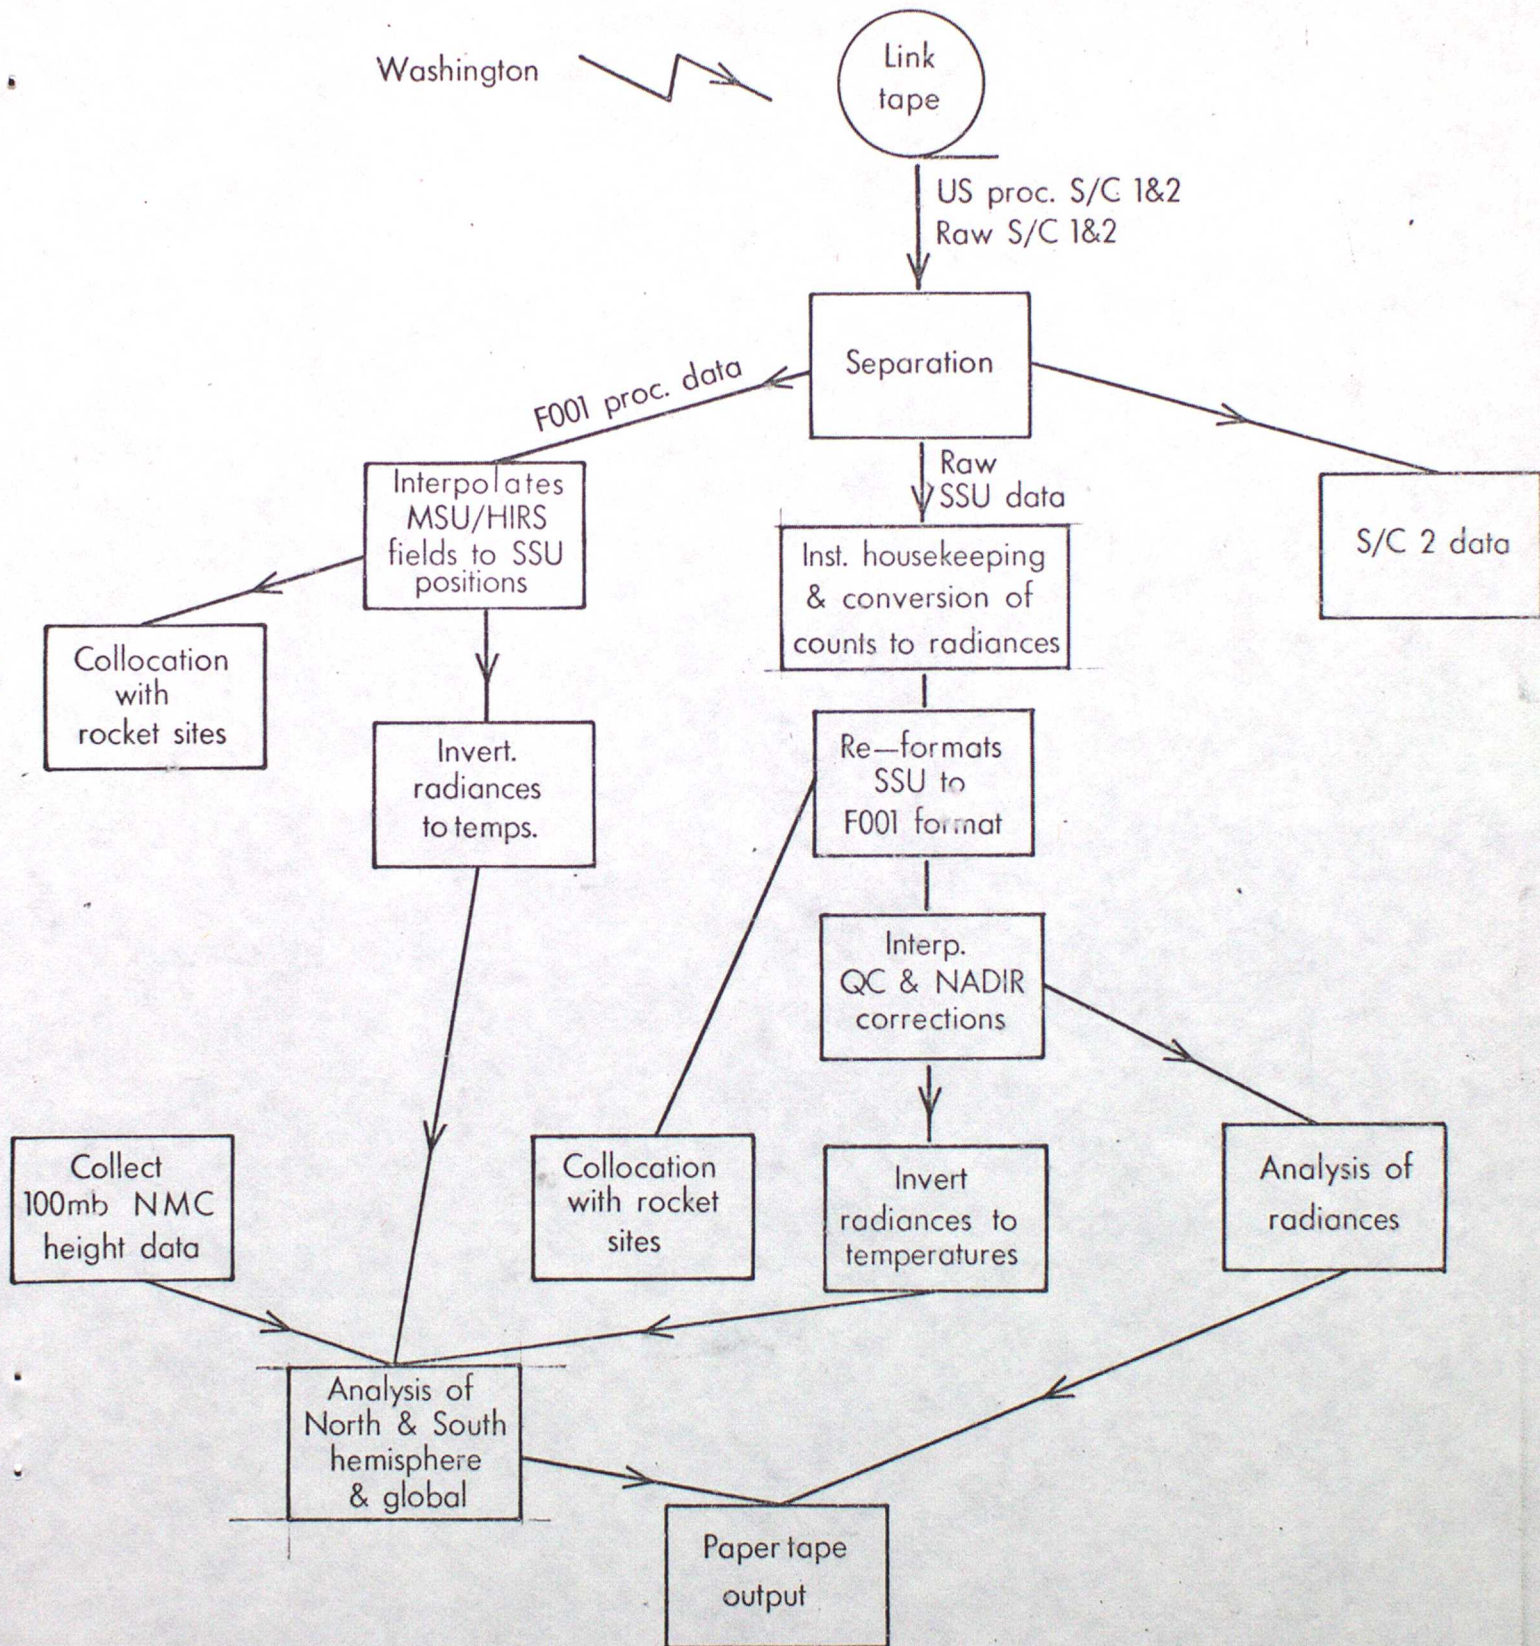 Washington
Link
tape
US proc. S/C 1&2
Raw S/C 1&2
Separation
F001 proc. data
Raw
SSU data
Interpolates
MSU/HIRS
fields to SSU
positions
Inst. housekeeping
& conversion of
counts to radiances
S/C 2 data
Collocation
with
rocket sites
Invert.
radiances
to temps.
Re—formats
SSU to
F001 format
Interp.
QC & NADIR
corrections
Collect
100mb NMC
height data
Collocation
with rocket
sites
Invert
radiances to
temperatures
Analysis of
radiances
Analysis of
North & South
hemisphere
& global
Paper tape
output